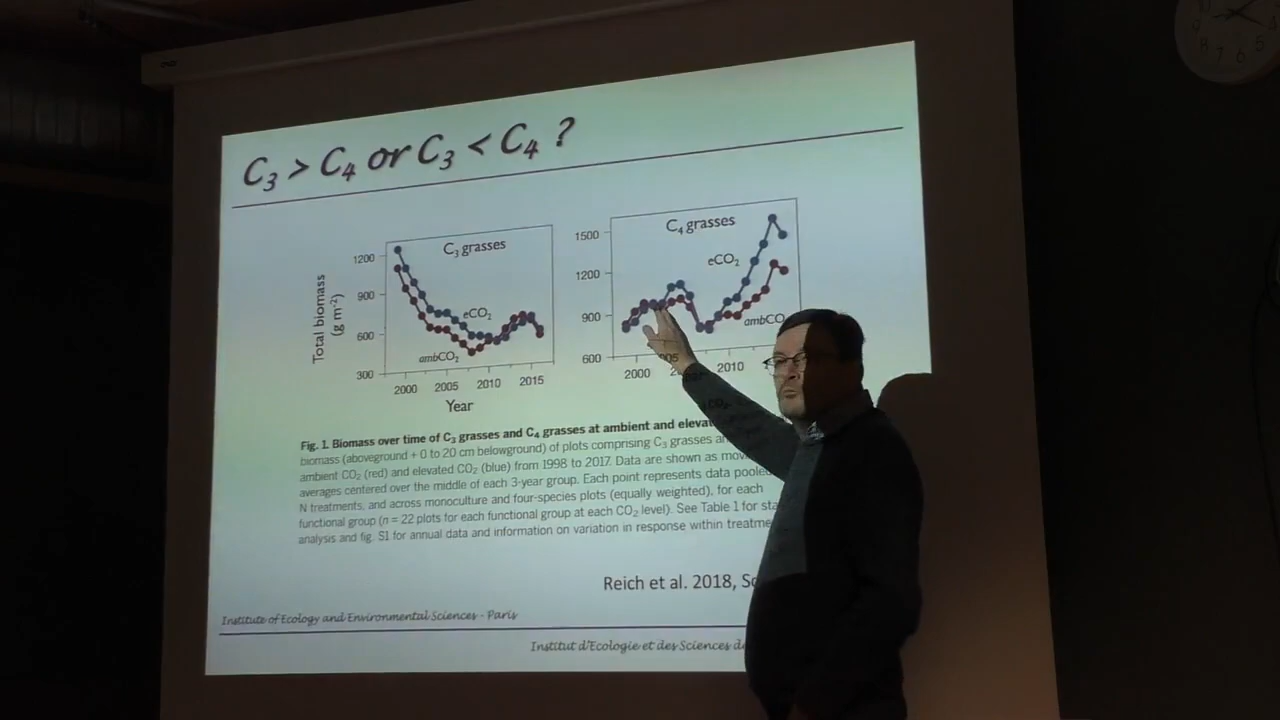 C₃ > C₄ or C₃ < C₄ ?
C₃ grasses
1200
900
600
300
Total biomass
(g m⁻²)
eCO₂
ambCO₂
2000 2005 2010 2015
Year
C₄ grasses
1500
1200
900
600
eCO₂
2000 2010
Fig. 1. Biomass over time of C₃ grasses and C₄ grasses at ambient and
biomass (aboveground + 0 to 20 cm belowground) of plots comprising C₃ grasses
ambient CO₂ (red) and elevated CO₂ (blue) from 1998 to 2017. Data are shown as
averages centered over the middle of each 3-year group. Each point represents data
N treatments, and across monoculture and four-species plots (equally weighted), for each
functional group (n = 22 plots for each functional group at each CO₂ level). See Table 1 for
analysis and fig. S1 for annual data and information on variation in response within
Reich et al. 2018,
Institute of Ecology and Environmental Sciences - Paris
Institut d'Ecologie et des Sciences